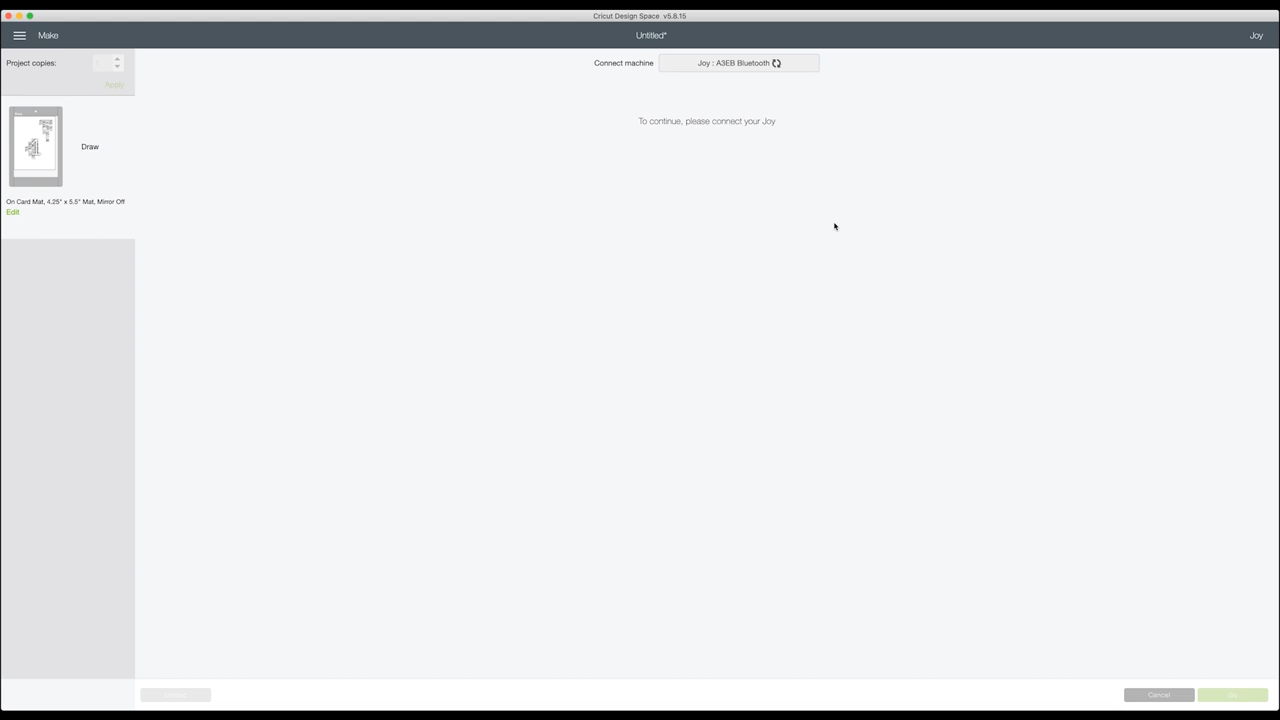 Cricut Design Space v5.8.15
Make
Untitled*
Joy
Project copies:
Apply
Connect machine
Joy : A3EB Bluetooth
To continue, please connect your Joy
Draw
On Card Mat, 4.25" x 5.5" Mat, Mirror Off
Edit
Cancel